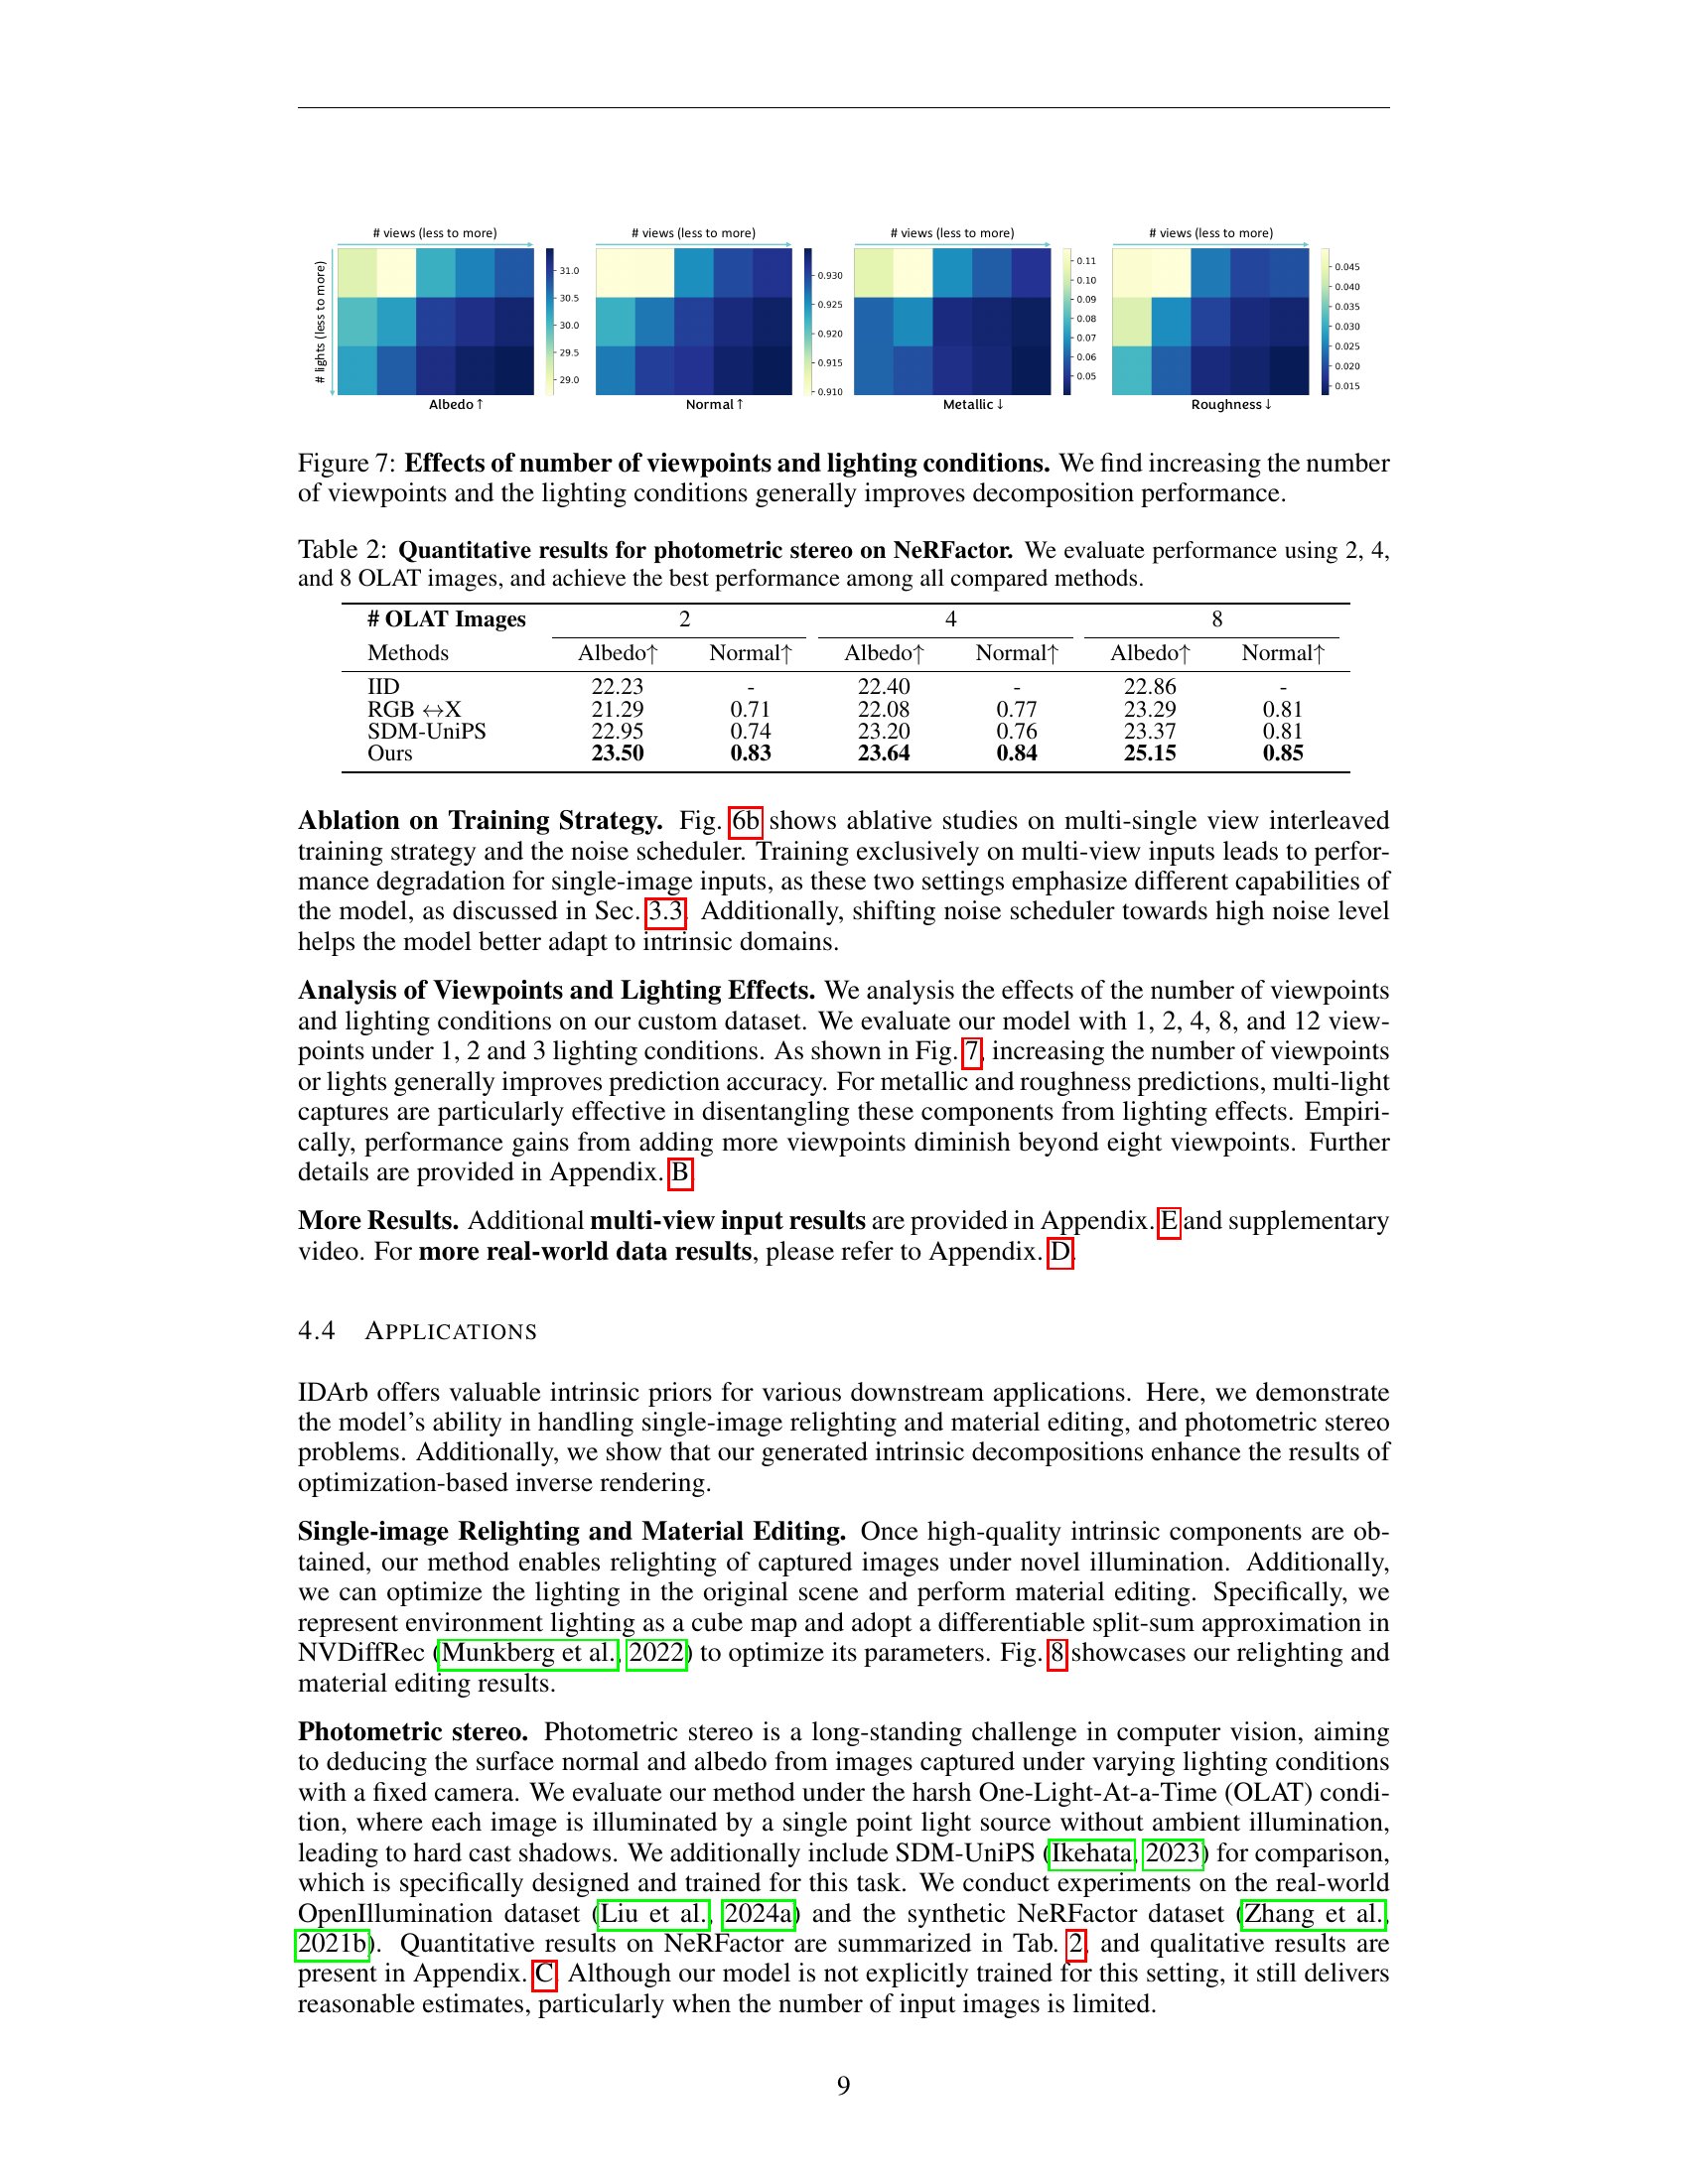 # views (less to more)
# views (less to more)
# views (less to more)
# views (less to more)
# lights (less to more)
31.0
30.5
30.0
29.5
29.0
0.930
0.925
0.920
0.915
0.910
0.11
0.10
0.09
0.08
0.07
0.06
0.05
0.045
0.040
0.035
0.030
0.025
0.020
0.015
Albedo ↑
Normal ↑
Metallic ↓
Roughness ↓
Figure 7: Effects of number of viewpoints and lighting conditions. We find increasing the number
of viewpoints and the lighting conditions generally improves decomposition performance.
Table 2: Quantitative results for photometric stereo on NeRFactor. We evaluate performance using 2, 4,
and 8 OLAT images, and achieve the best performance among all compared methods.
# OLAT Images 2 4 8
Methods Albedo↑ Normal↑ Albedo↑ Normal↑ Albedo↑ Normal↑
IID 22.23 - 22.40 - 22.86 -
RGB ↔X 21.29 0.71 22.08 0.77 23.29 0.81
SDM-UniPS 22.95 0.74 23.20 0.76 23.37 0.81
Ours 23.50 0.83 23.64 0.84 25.15 0.85
Ablation on Training Strategy. Fig. 6b shows ablative studies on multi-single view interleaved
training strategy and the noise scheduler. Training exclusively on multi-view inputs leads to perfor-
mance degradation for single-image inputs, as these two settings emphasize different capabilities of
the model, as discussed in Sec. 3.3. Additionally, shifting noise scheduler towards high noise level
helps the model better adapt to intrinsic domains.
Analysis of Viewpoints and Lighting Effects. We analysis the effects of the number of viewpoints
and lighting conditions on our custom dataset. We evaluate our model with 1, 2, 4, 8, and 12 view-
points under 1, 2 and 3 lighting conditions. As shown in Fig. 7, increasing the number of viewpoints
or lights generally improves prediction accuracy. For metallic and roughness predictions, multi-light
captures are particularly effective in disentangling these components from lighting effects. Empiri-
cally, performance gains from adding more viewpoints diminish beyond eight viewpoints. Further
details are provided in Appendix. B.
More Results. Additional multi-view input results are provided in Appendix. E and supplementary
video. For more real-world data results, please refer to Appendix. D.
4.4 APPLICATIONS
IDArb offers valuable intrinsic priors for various downstream applications. Here, we demonstrate
the model's ability in handling single-image relighting and material editing, and photometric stereo
problems. Additionally, we show that our generated intrinsic decompositions enhance the results of
optimization-based inverse rendering.
Single-image Relighting and Material Editing. Once high-quality intrinsic components are ob-
tained, our method enables relighting of captured images under novel illumination. Additionally,
we can optimize the lighting in the original scene and perform material editing. Specifically, we
represent environment lighting as a cube map and adopt a differentiable split-sum approximation in
NVDiffRec (Munkberg et al., 2022) to optimize its parameters. Fig. 8 showcases our relighting and
material editing results.
Photometric stereo. Photometric stereo is a long-standing challenge in computer vision, aiming
to deducing the surface normal and albedo from images captured under varying lighting conditions
with a fixed camera. We evaluate our method under the harsh One-Light-At-a-Time (OLAT) condi-
tion, where each image is illuminated by a single point light source without ambient illumination,
leading to hard cast shadows. We additionally include SDM-UniPS (Ikehata, 2023) for comparison,
which is specifically designed and trained for this task. We conduct experiments on the real-world
OpenIllumination dataset (Liu et al., 2024a) and the synthetic NeRFactor dataset (Zhang et al.,
2021b). Quantitative results on NeRFactor are summarized in Tab. 2, and qualitative results are
present in Appendix. C. Although our model is not explicitly trained for this setting, it still delivers
reasonable estimates, particularly when the number of input images is limited.
9